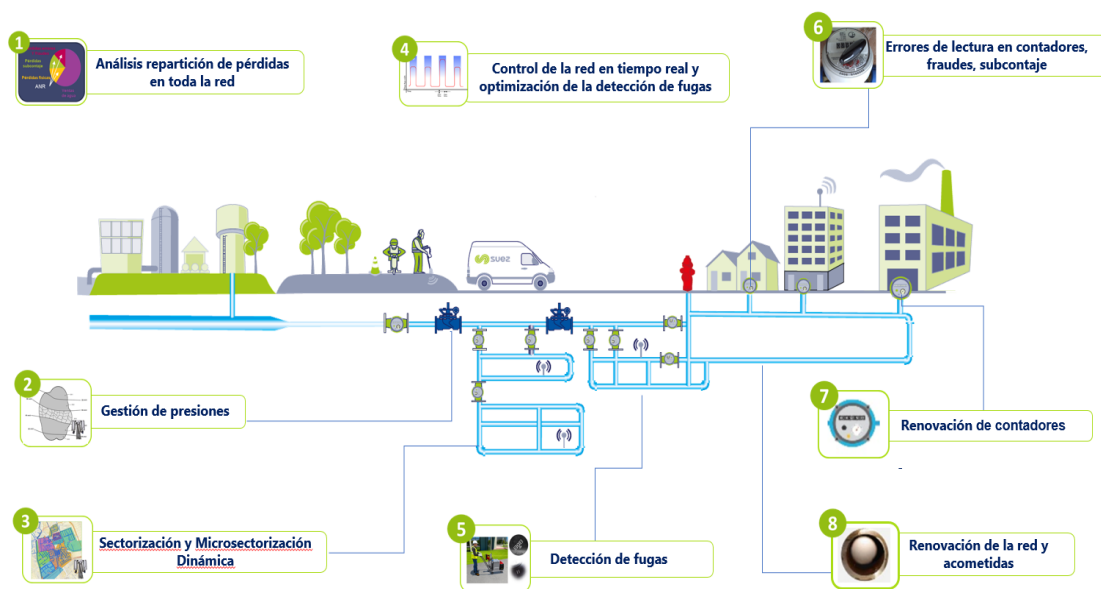 1
Análisis repartición de pérdidas
en toda la red
4
Control de la red en tiempo real y
optimización de la detección de fugas
6
Errores de lectura en contadores,
fraudes, subcontaje
suez
2
Gestión de presiones
7
Renovación de contadores
3
Sectorización y Microsectorización
Dinámica
5
Detección de fugas
8
Renovación de la red y
acometidas